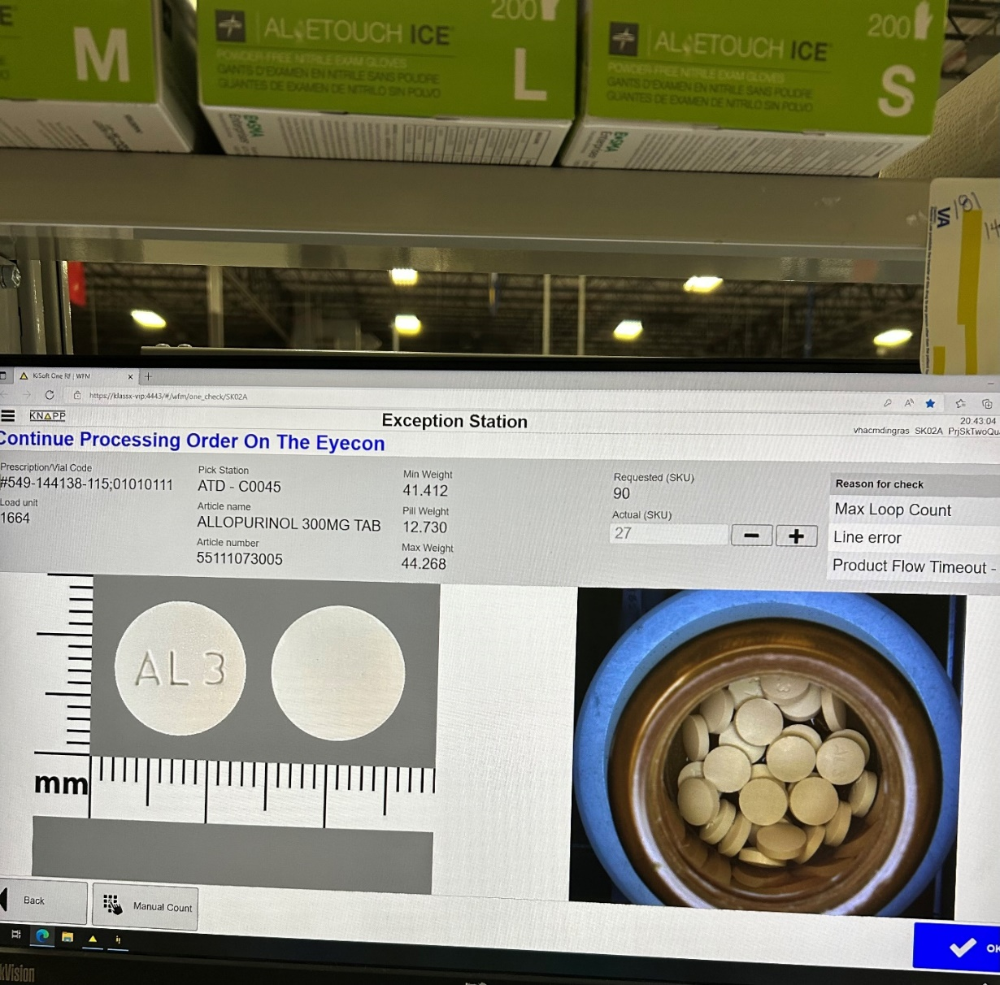 E
M
200
ALOETOUCH ICE
POWDER-FREE NITRILE EXAM GLOVES
GANTS D'EXAMEN EN NITRILE SANS POUDRE
GUANTES DE EXAMEN DE NITRILO SIN POLVO
L
200
ALOETOUCH ICE
POWDER-FREE NITRILE EXAM GLOVES
GANTS D'EXAMEN EN NITRILE SANS POUDRE
GUANTES DE EXAMEN DE NITRILO SIN POLVO
S
VA
181
KiSoft One RF | WFM
https://klassx-vip:4443/#/wfm/one_check/SK02A
KNAPP
Exception Station
20:43:04
vhacmdingras SK02A PrjSkTwoQu
Continue Processing Order On The Eyecon
Prescription/Vial Code
#549-144138-115;01010111
Load unit
1664
Pick Station
ATD - C0045
Article name
ALLOPURINOL 300MG TAB
Article number
55111073005
Min Weight
41.412
Pill Weight
12.730
Max Weight
44.268
Requested (SKU)
90
Actual (SKU)
27
Reason for check
Max Loop Count
Line error
Product Flow Timeout -
AL 3
mm
Back
Manual Count
OK
kVision